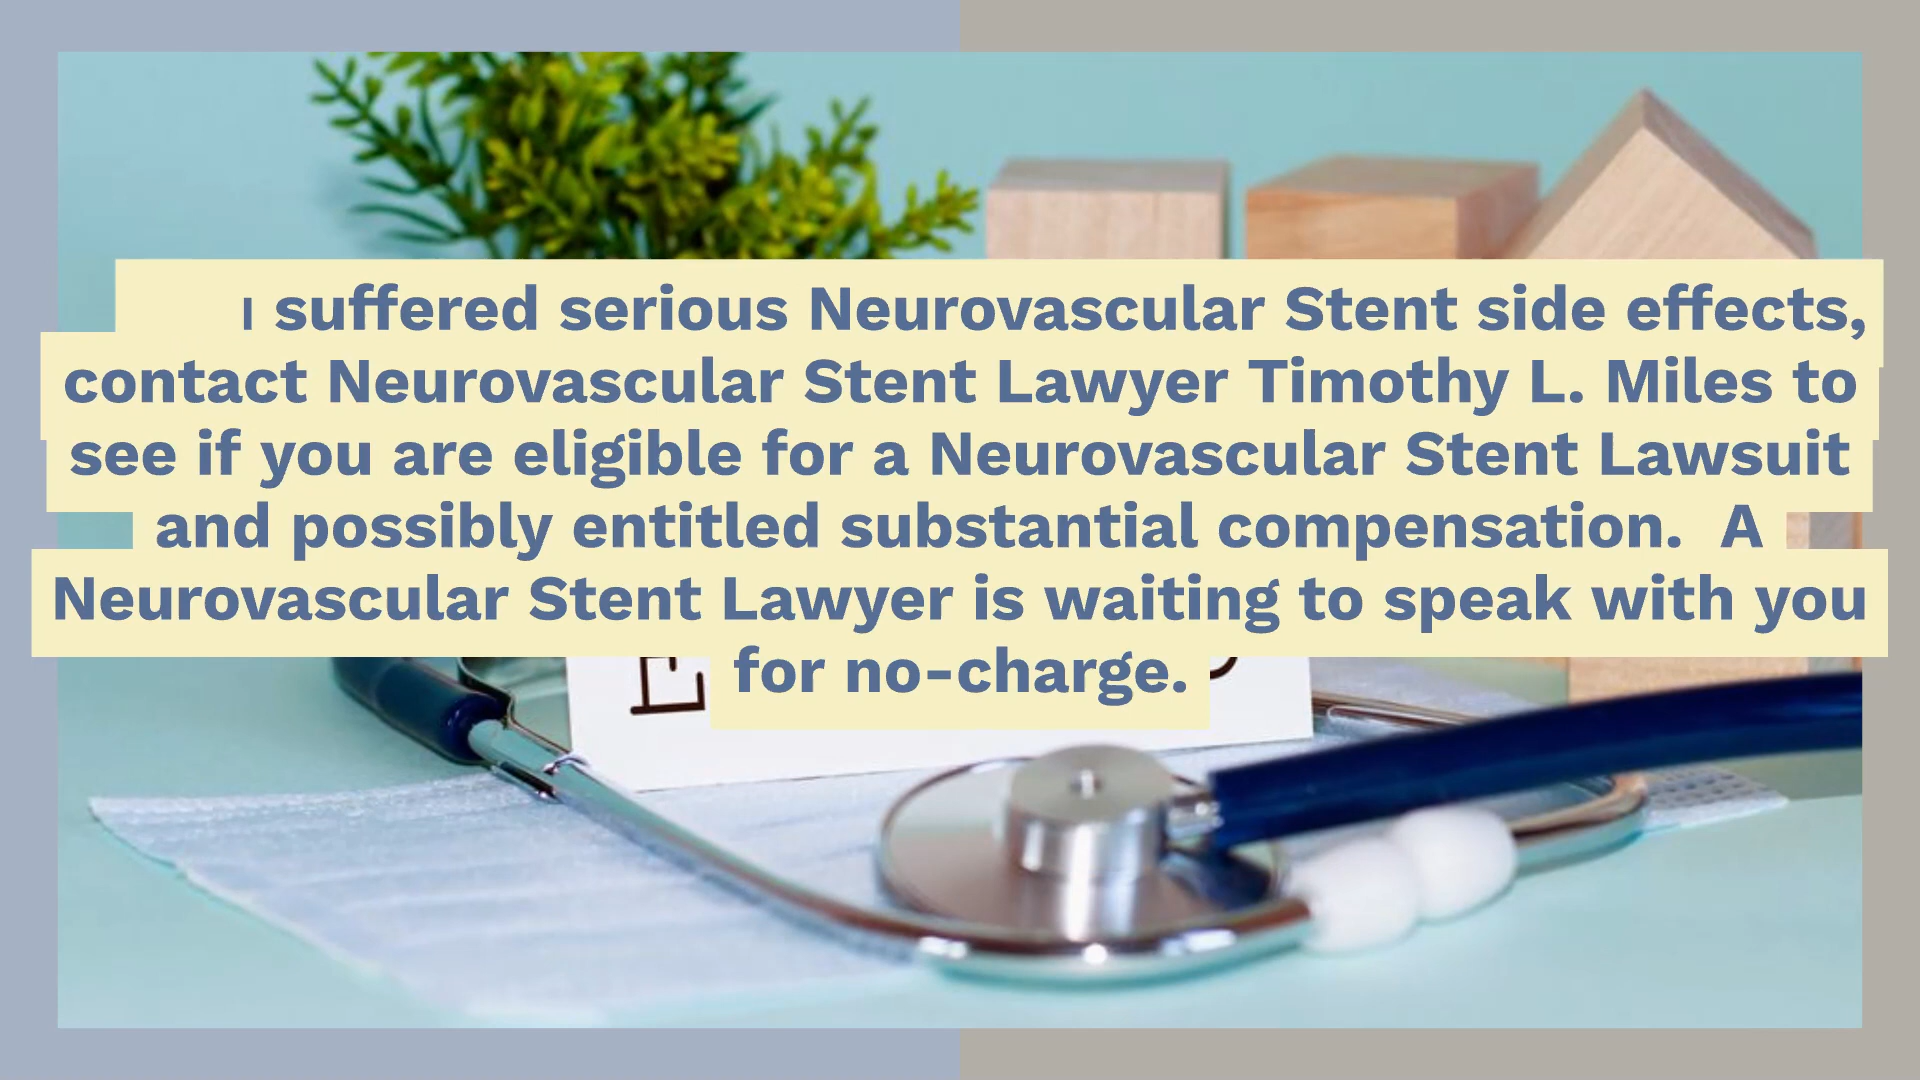 suffered serious Neurovascular Stent side effects,
contact Neurovascular Stent Lawyer Timothy L. Miles to
see if you are eligible for a Neurovascular Stent Lawsuit
and possibly entitled substantial compensation. A
Neurovascular Stent Lawyer is waiting to speak with you
for no-charge.
E